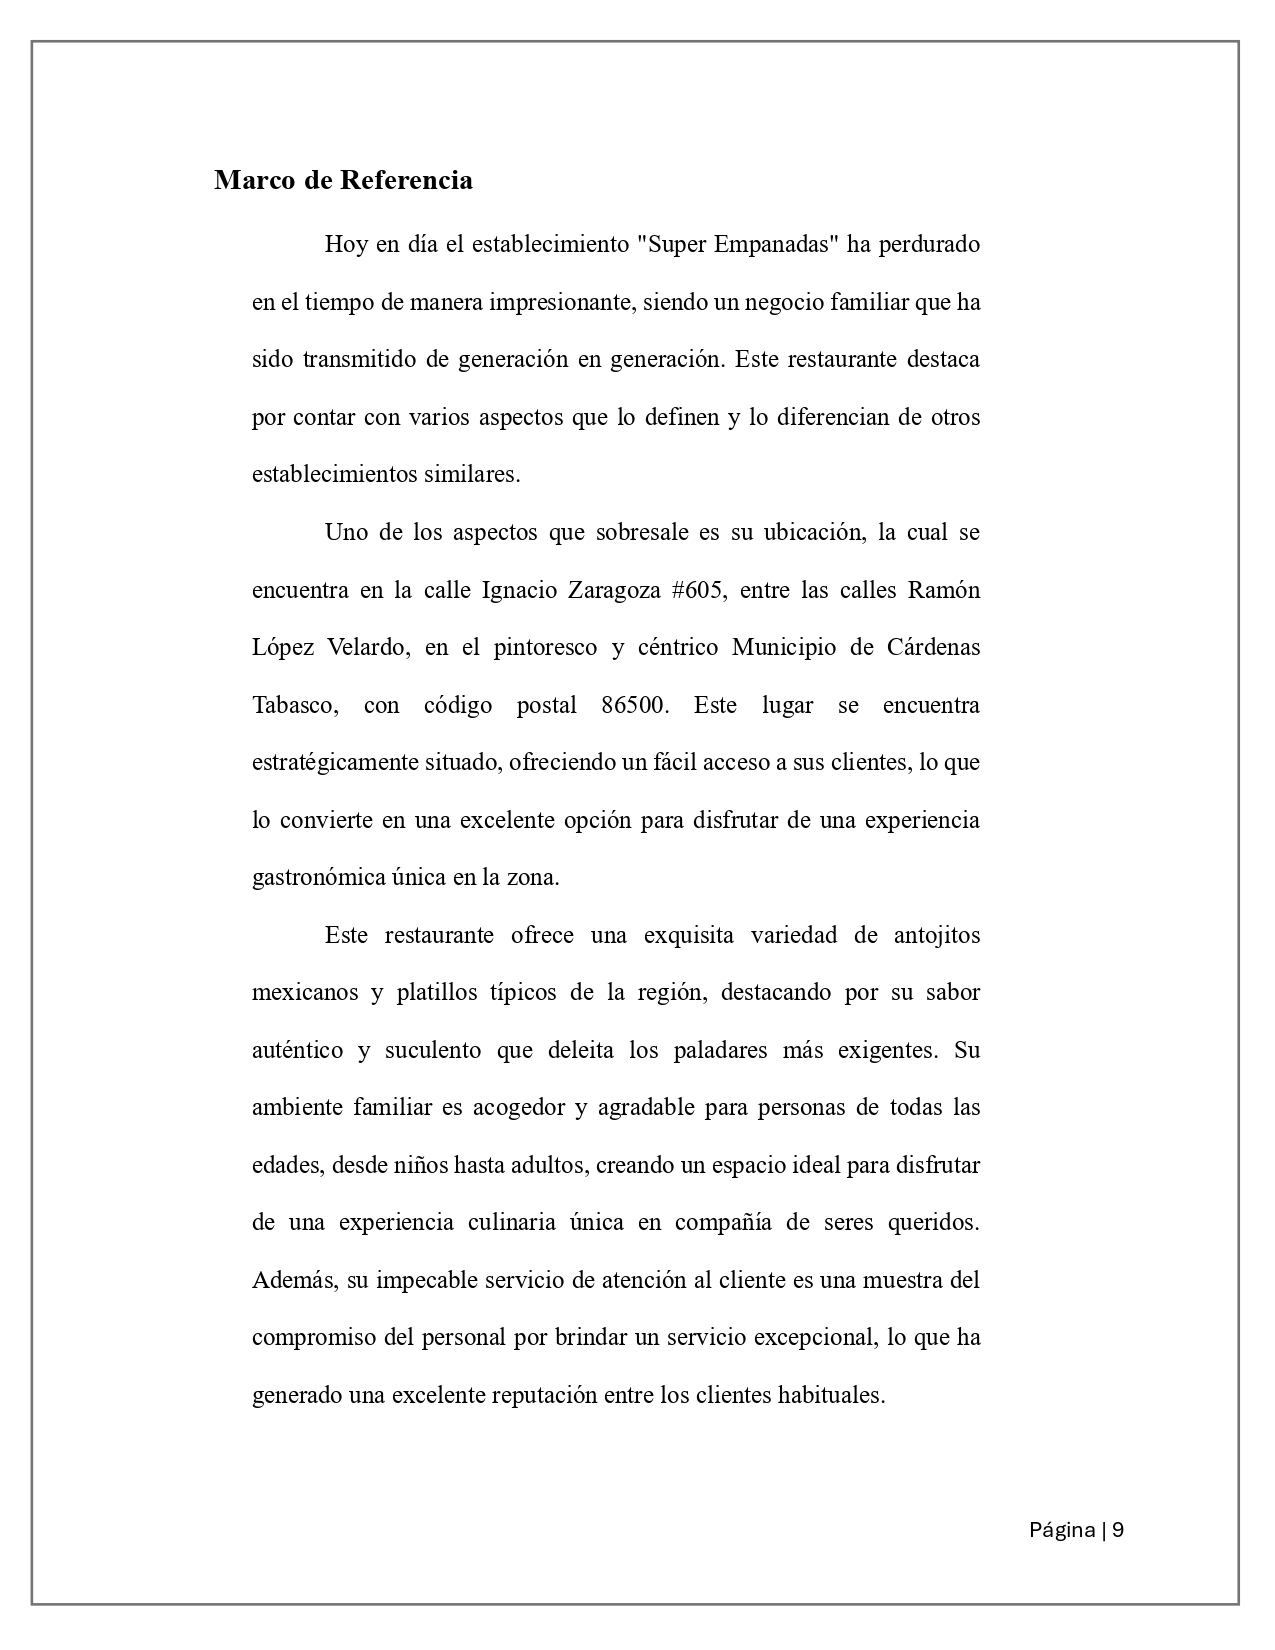 Marco de Referencia
Hoy en día el establecimiento "Super Empanadas" ha perdurado
en el tiempo de manera impresionante, siendo un negocio familiar que ha
sido transmitido de generación en generación. Este restaurante destaca
por contar con varios aspectos que lo definen y lo diferencian de otros
establecimientos similares.
Uno de los aspectos que sobresale es su ubicación, la cual se
encuentra en la calle Ignacio Zaragoza #605, entre las calles Ramón
López Velardo, en el pintoresco y céntrico Municipio de Cárdenas
Tabasco, con código postal 86500. Este lugar se encuentra
estratégicamente situado, ofreciendo un fácil acceso a sus clientes, lo que
lo convierte en una excelente opción para disfrutar de una experiencia
gastronómica única en la zona.
Este restaurante ofrece una exquisita variedad de antojitos
mexicanos y platillos típicos de la región, destacando por su sabor
auténtico y suculento que deleita los paladares más exigentes. Su
ambiente familiar es acogedor y agradable para personas de todas las
edades, desde niños hasta adultos, creando un espacio ideal para disfrutar
de una experiencia culinaria única en compañía de seres queridos.
Además, su impecable servicio de atención al cliente es una muestra del
compromiso del personal por brindar un servicio excepcional, lo que ha
generado una excelente reputación entre los clientes habituales.
Página | 9